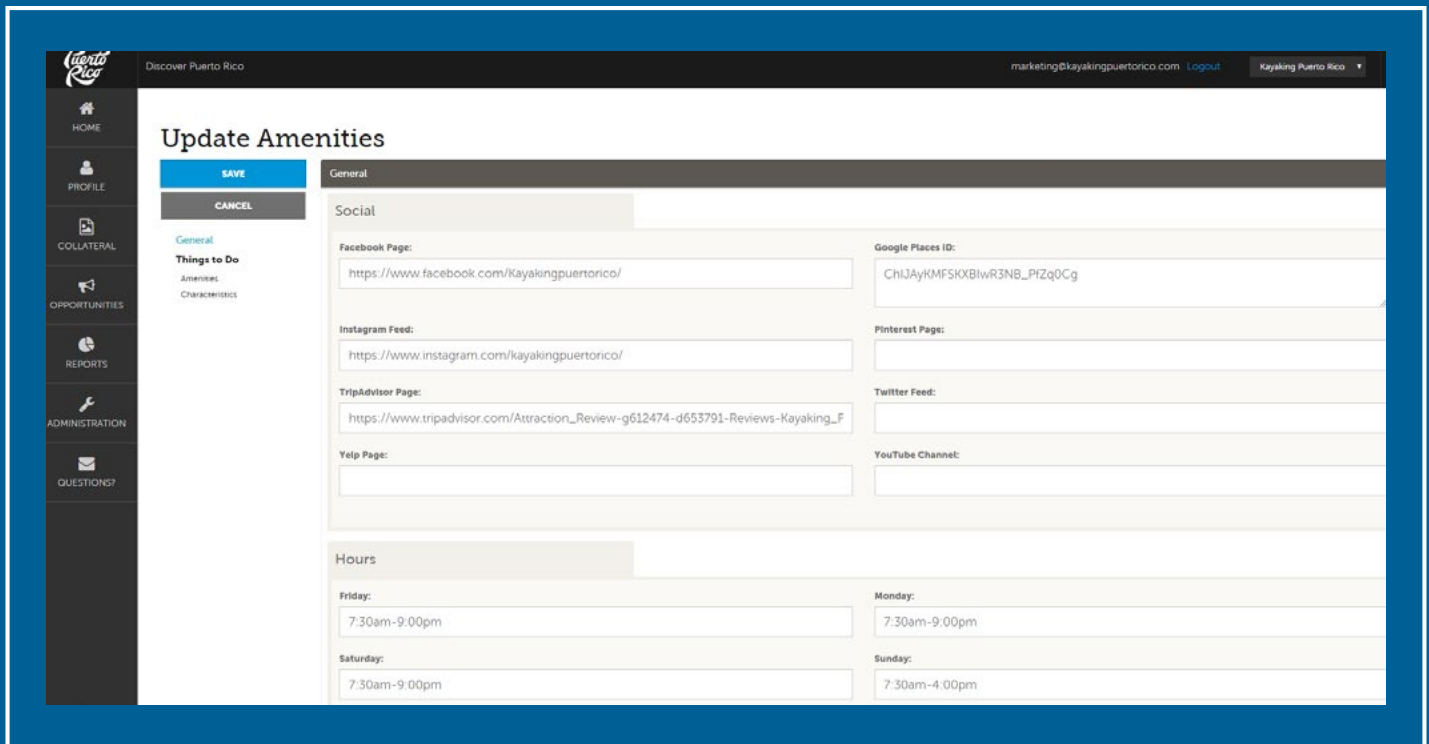 Puerto
Rico
Discover Puerto Rico
marketing@kayakingpuertorico.com Logout
Kayaking Puerto Rico
HOME
PROFILE
COLLATERAL
OPPORTUNITIES
REPORTS
ADMINISTRATION
QUESTIONS?
Update Amenities
SAVE
CANCEL
General
Things to Do
Amenities
Characteristics
General
Social
Facebook Page:
https://www.facebook.com/Kayakingpuertorico/
Google Places ID:
ChIJAyKMFSKXBIwR3NB_PfZq0Cg
Instagram Feed:
https://www.instagram.com/kayakingpuertorico/
Pinterest Page:
TripAdvisor Page:
https://www.tripadvisor.com/Attraction_Review-g612474-d653791-Reviews-Kayaking_F
Twitter Feed:
Yelp Page:
YouTube Channel:
Hours
Friday:
7:30am-9:00pm
Monday:
7:30am-9:00pm
Saturday:
7:30am-9:00pm
Sunday:
7:30am-4:00pm